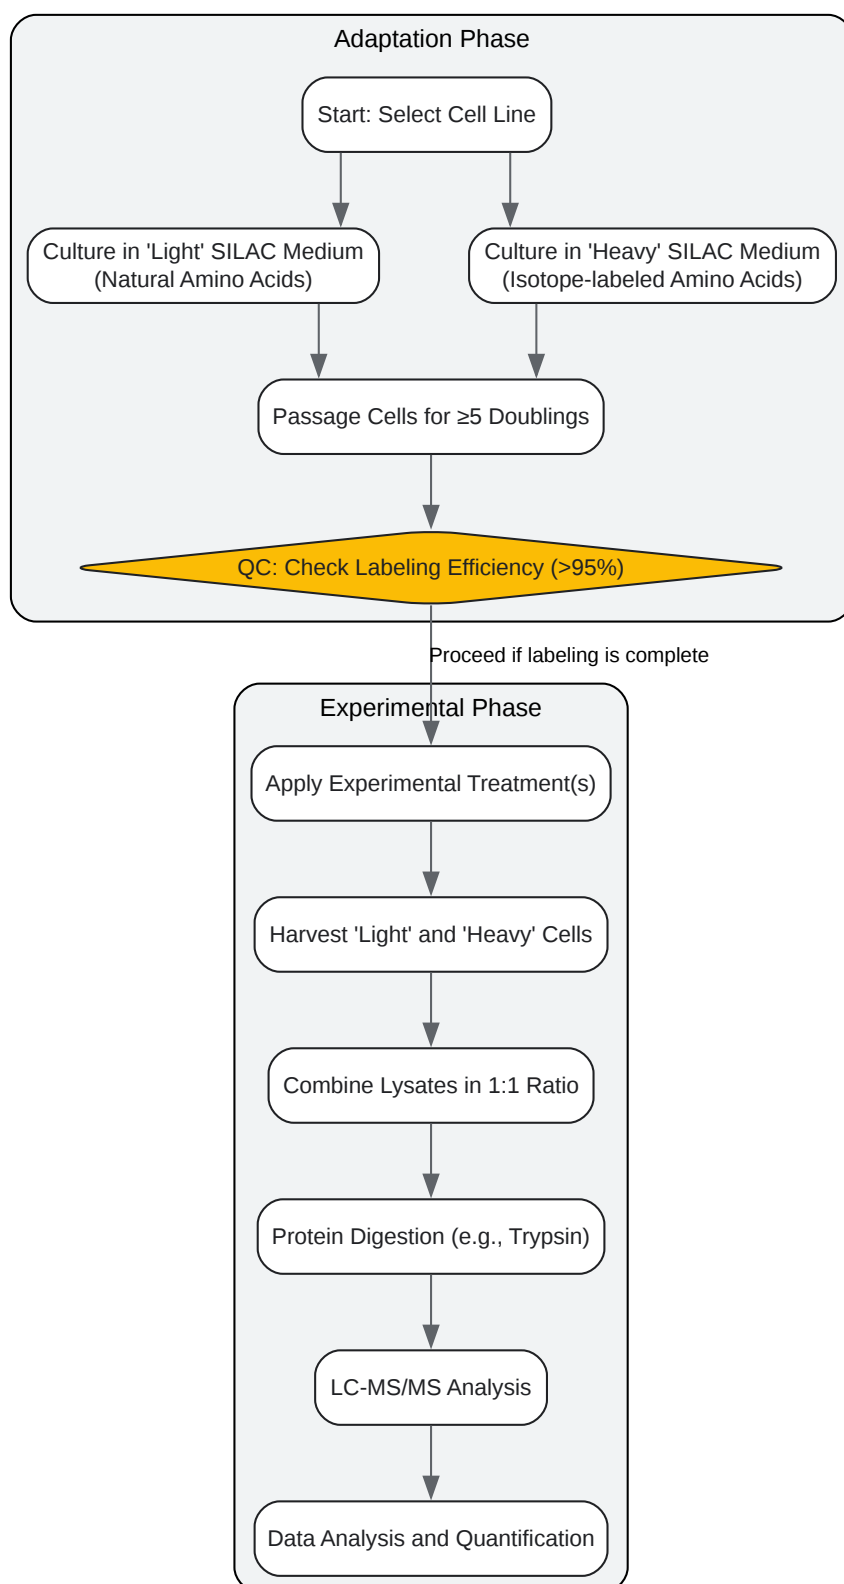 Adaptation Phase
Start: Select Cell Line
Culture in 'Light' SILAC Medium
(Natural Amino Acids)
Culture in 'Heavy' SILAC Medium
(Isotope-labeled Amino Acids)
Passage Cells for ≥5 Doublings
QC: Check Labeling Efficiency (>95%)
Proceed if labeling is complete
Experimental Phase
Apply Experimental Treatment(s)
Harvest 'Light' and 'Heavy' Cells
Combine Lysates in 1:1 Ratio
Protein Digestion (e.g., Trypsin)
LC-MS/MS Analysis
Data Analysis and Quantification